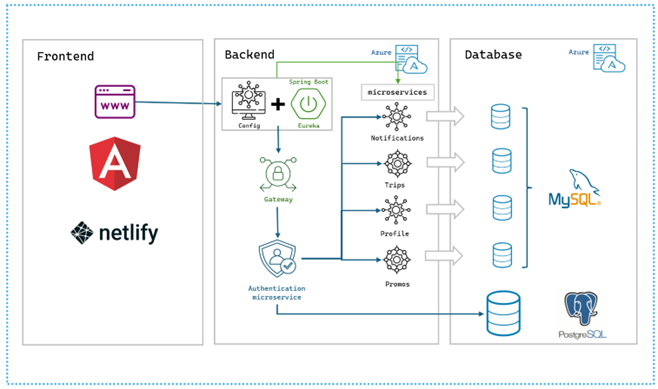 Frontend
WWW
A
netlify
Backend
Azure
Spring Boot
Config
Eureka
microservices
Notifications
Gateway
Trips
Profile
Authentication
microservice
Promos
Database
Azure
MySQL
PostgreSQL